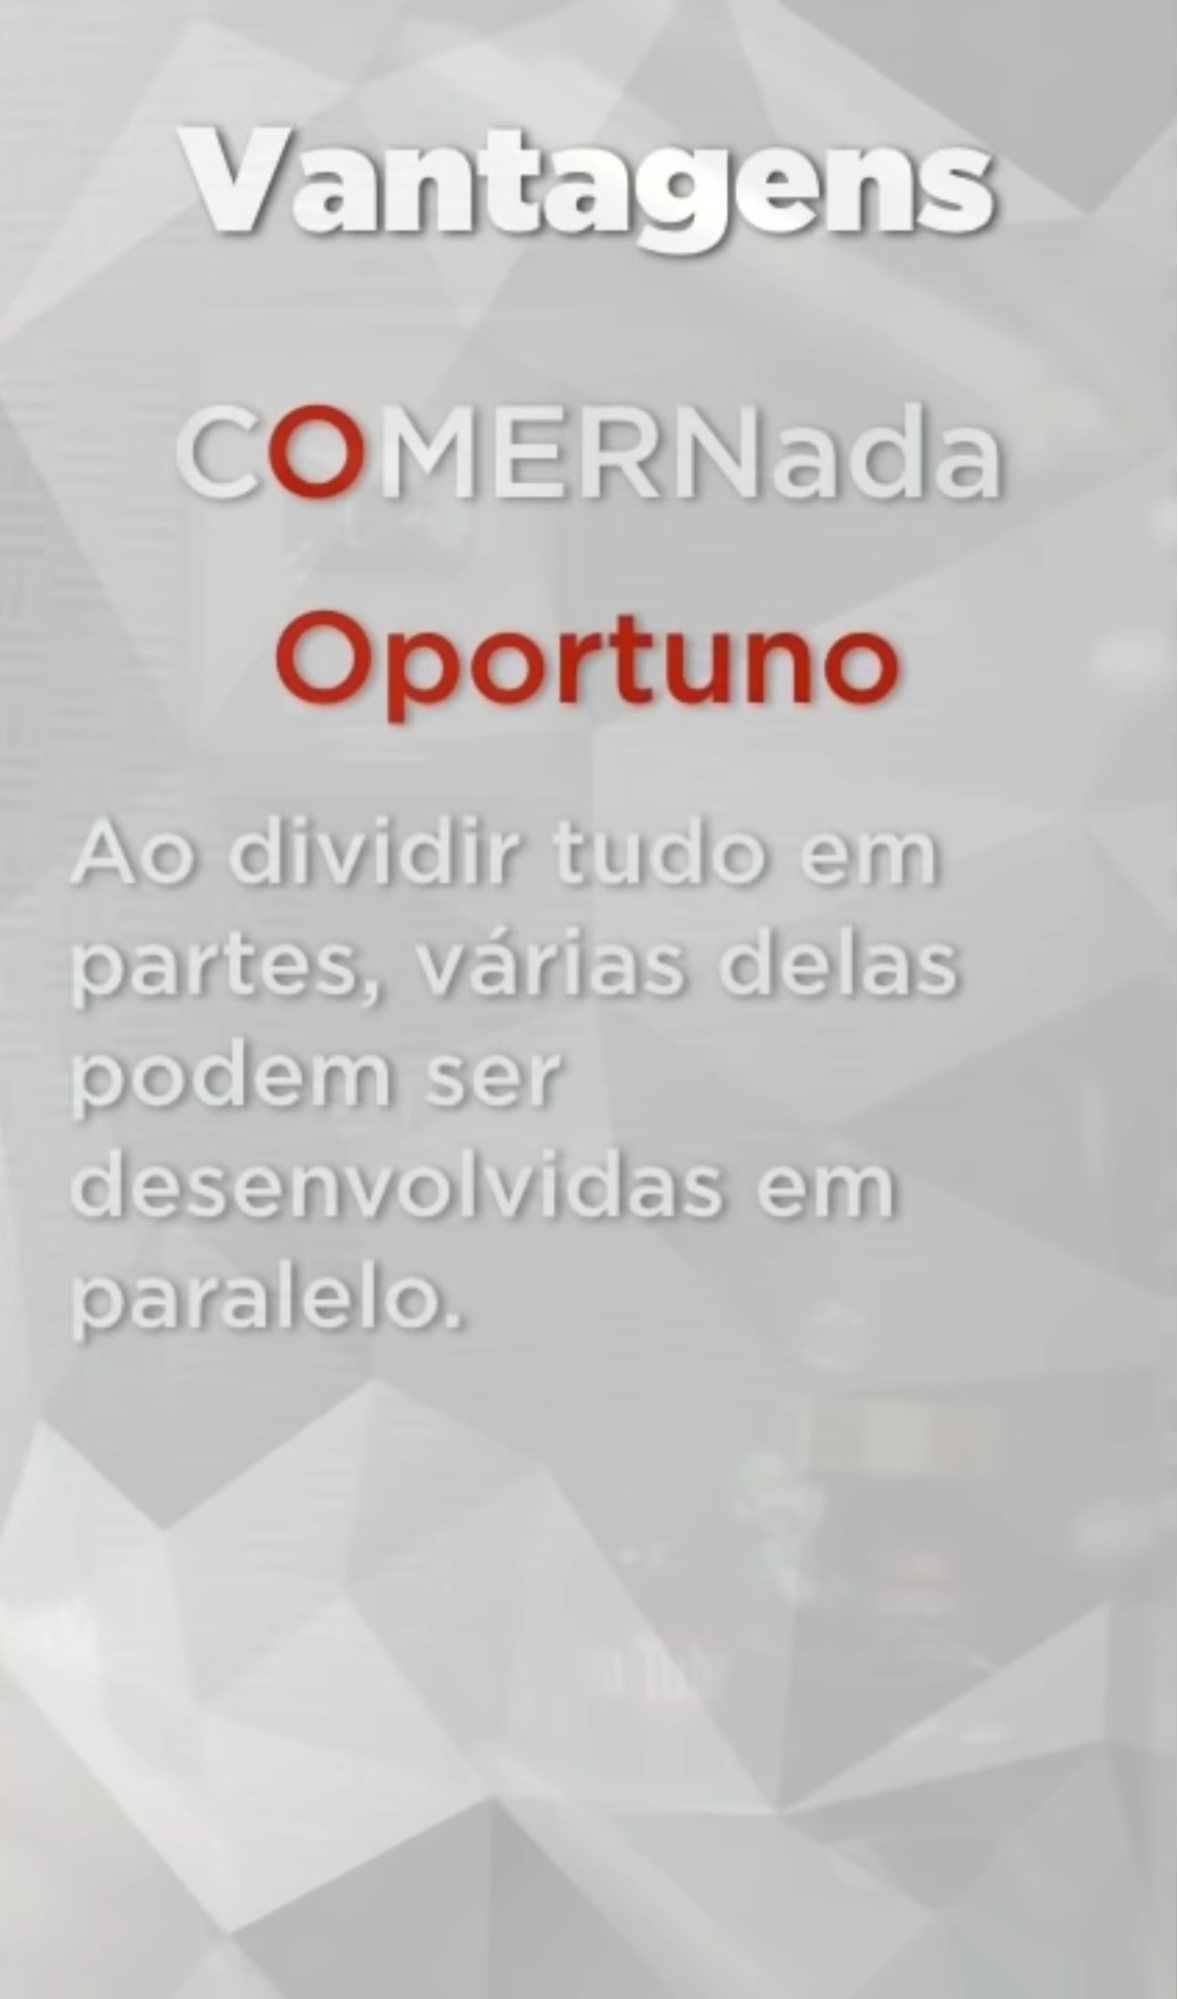 Vantagens
COMERNada
Oportuno
Ao dividir tudo em
partes, várias delas
podem ser
desenvolvidas em
paralelo.